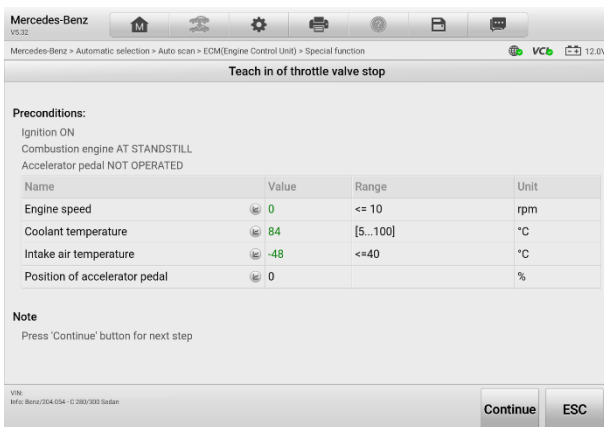 Mercedes-Benz
V5.32
M
Mercedes-Benz > Automatic selection > Auto scan > ECM(Engine Control Unit) > Special function
VCI
12.0V
Teach in of throttle valve stop
Preconditions:
Ignition ON
Combustion engine AT STANDSTILL
Accelerator pedal NOT OPERATED
Name Value Range Unit
Engine speed 0 <= 10 rpm
Coolant temperature 84 [5...100] °C
Intake air temperature -48 <=40 °C
Position of accelerator pedal 0 %
Note
Press 'Continue' button for next step
VIN:
Info: Benz/204.054 - C 280/300 Sedan
Continue ESC